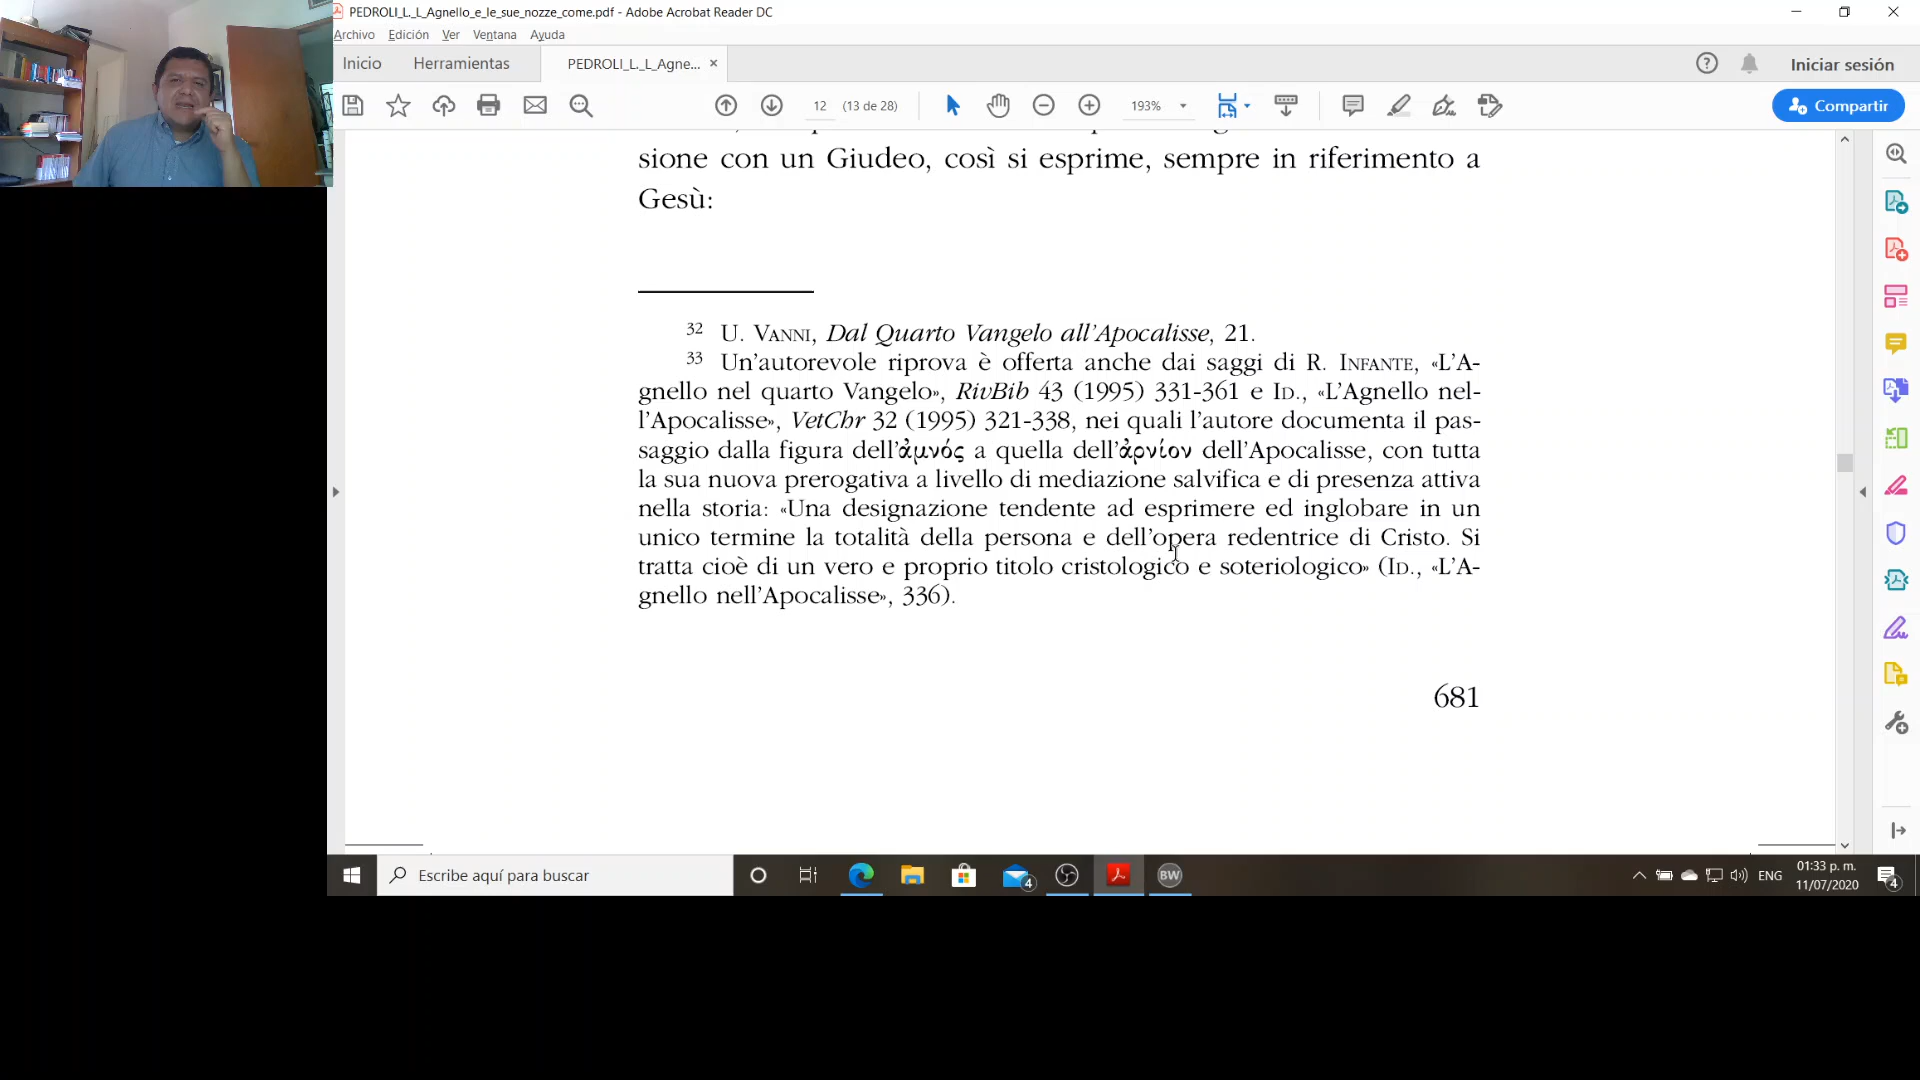 PEDROLI_L._L_Agnello_e_le_sue_nozze_come.pdf - Adobe Acrobat Reader DC
Archivo Edición Ver Ventana Ayuda
Inicio Herramientas PEDROLI_L._L_Agne... × Iniciar sesión
12 (13 de 28) 193% Compartir
sione con un Giudeo, così si esprime, sempre in riferimento a
Gesù:
32 U. VANNI, Dal Quarto Vangelo all'Apocalisse, 21.
33 Un'autorevole riprova è offerta anche dai saggi di R. INFANTE, «L'A-
gnello nel quarto Vangelo», RivBib 43 (1995) 331-361 e ID., «L'Agnello nel-
l'Apocalisse», VetChr 32 (1995) 321-338, nei quali l'autore documenta il pas-
saggio dalla figura dell'ἀμνός a quella dell'ἀρνίον dell'Apocalisse, con tutta
la sua nuova prerogativa a livello di mediazione salvifica e di presenza attiva
nella storia: «Una designazione tendente ad esprimere ed inglobare in un
unico termine la totalità della persona e dell'opera redentrice di Cristo. Si
tratta cioè di un vero e proprio titolo cristologico e soteriologico» (ID., «L'A-
gnello nell'Apocalisse», 336).
681
Escribe aquí para buscar
4
BW
ENG
01:33 p. m.
11/07/2020
4